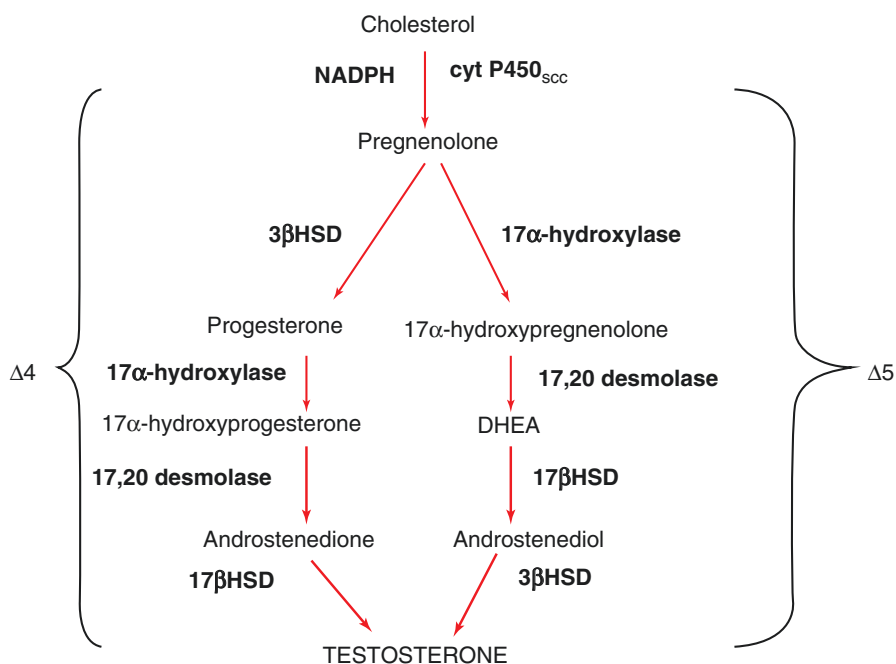 Cholesterol
NADPH cyt P450scc
Pregnenolone
3βHSD 17α-hydroxylase
Progesterone 17α-hydroxypregnenolone
Δ4 17α-hydroxylase 17,20 desmolase Δ5
17α-hydroxyprogesterone DHEA
17,20 desmolase 17βHSD
Androstenedione Androstenediol
17βHSD 3βHSD
TESTOSTERONE